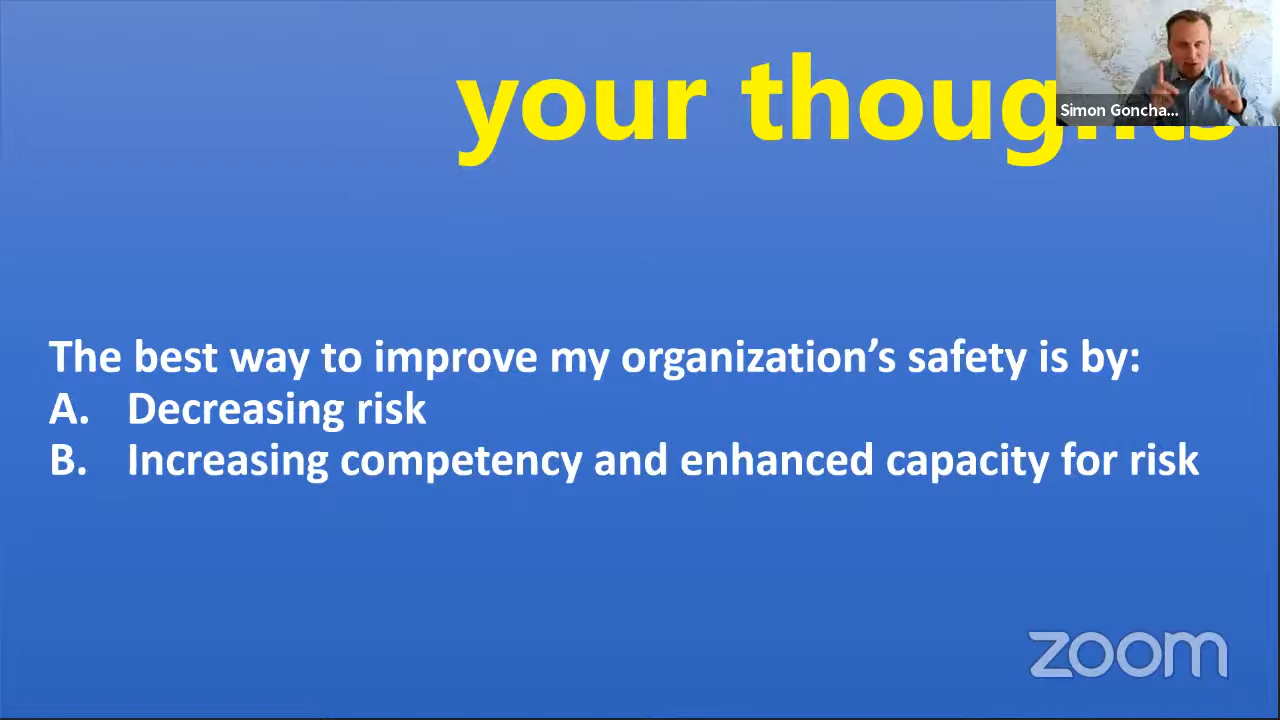 your thoughts
Simon Goncha...
The best way to improve my organization’s safety is by:
A. Decreasing risk
B. Increasing competency and enhanced capacity for risk
zoom